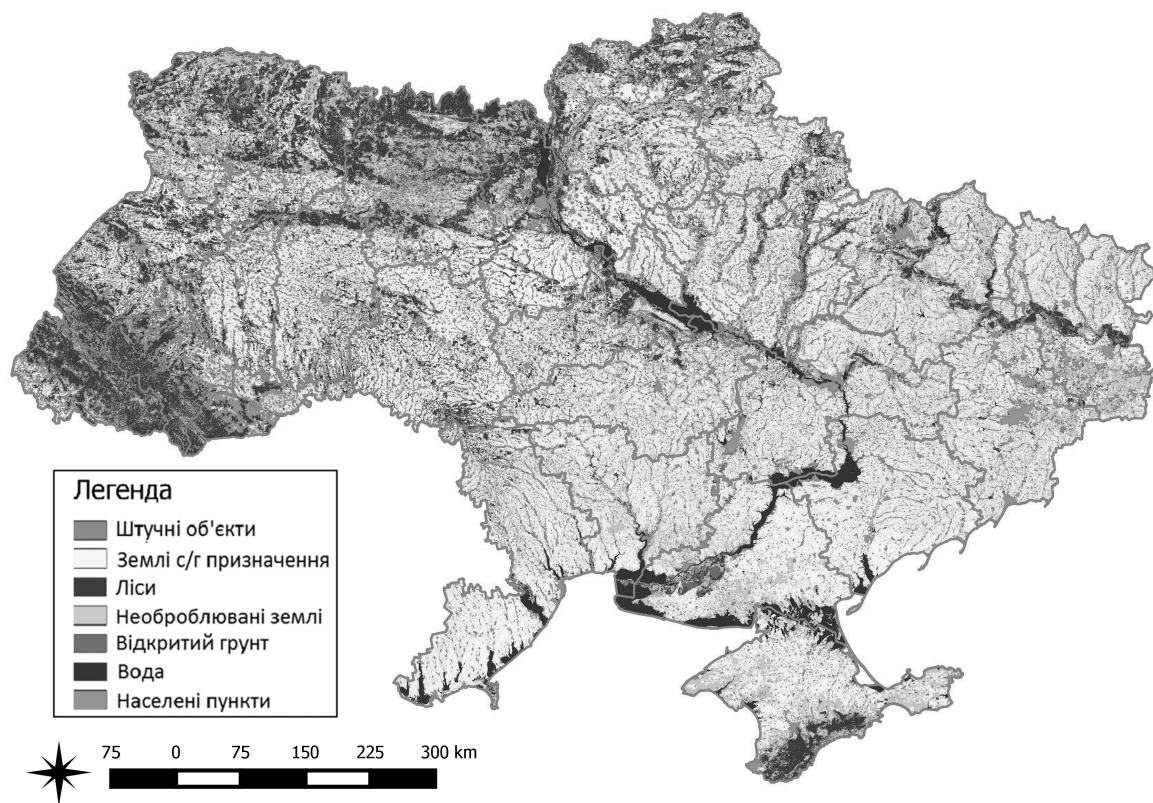 Легенда
Штучні об'єкти
Землі с/г призначення
Ліси
Необроблювані землі
Відкритий грунт
Вода
Населені пункти
75 0 75 150 225 300 km